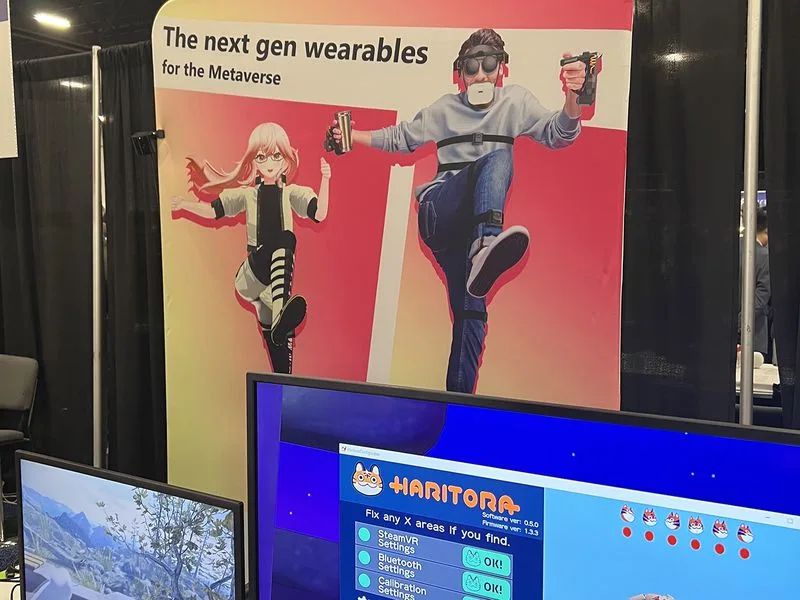 The next gen wearables
for the Metaverse
HARITORA
Software ver: 0.5.0
Firmware ver: 1.3.3
Fix any X areas if you find.
SteamVR
Settings
OK!
Bluetooth
Settings
OK!
Calibration
Settings
OK!